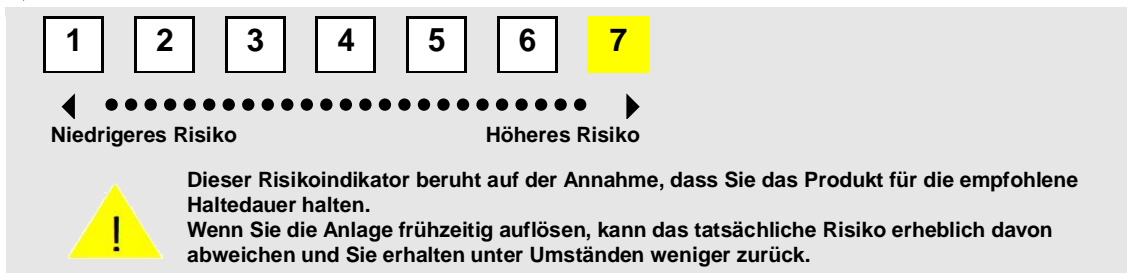 1 2 3 4 5 6 7
Niedrigeres Risiko Höheres Risiko
Dieser Risikoindikator beruht auf der Annahme, dass Sie das Produkt für die empfohlene
Haltedauer halten.
!
Wenn Sie die Anlage frühzeitig auflösen, kann das tatsächliche Risiko erheblich davon
abweichen und Sie erhalten unter Umständen weniger zurück.